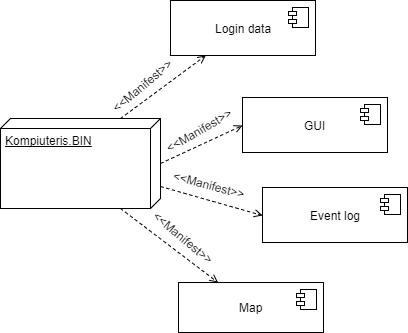 Login data
<<Manifest>>
GUI
<<Manifest>>
Kompiuteris.BIN
<<Manifest>>
Event log
<<Manifest>>
Map